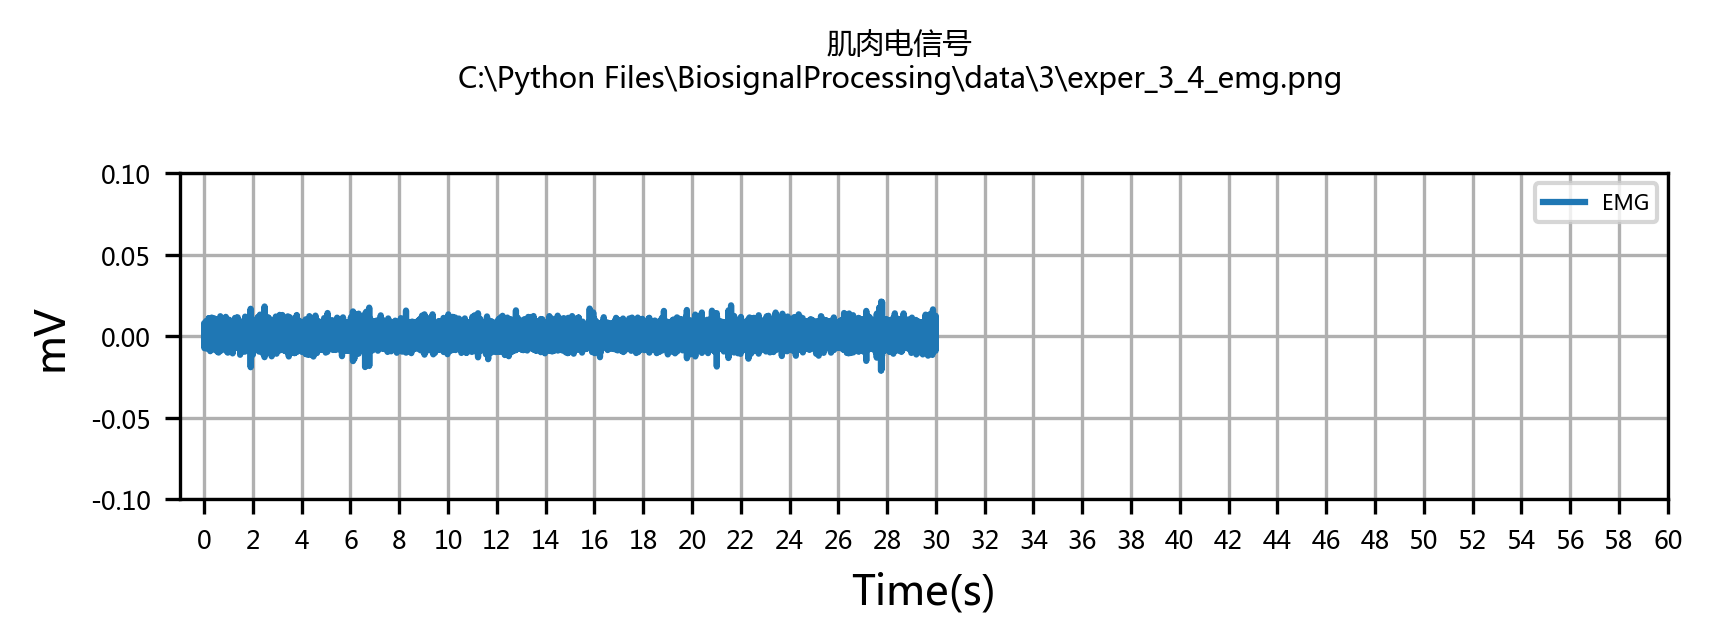 肌肉电信号
C:\Python Files\BiosignalProcessing\data\3\exper_3_4_emg.png
0.10
0.05
0.00
-0.05
-0.10
mV
EMG
0 2 4 6 8 10 12 14 16 18 20 22 24 26 28 30 32 34 36 38 40 42 44 46 48 50 52 54 56 58 60
Time(s)